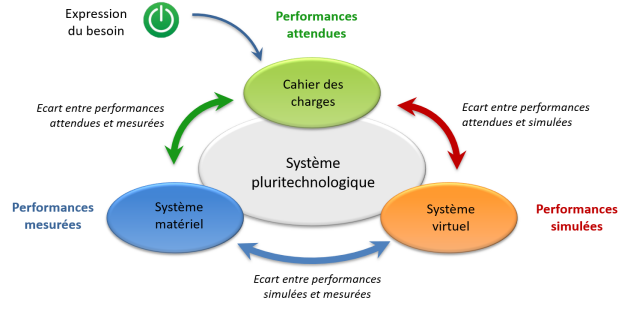 Expression
du besoin
Performances
attendues
Cahier des
charges
Ecart entre performances
attendues et mesurées
Ecart entre performances
attendues et simulées
Système
pluritechnologique
Performances
mesurées
Système
matériel
Système
virtuel
Performances
simulées
Ecart entre performances
simulées et mesurées